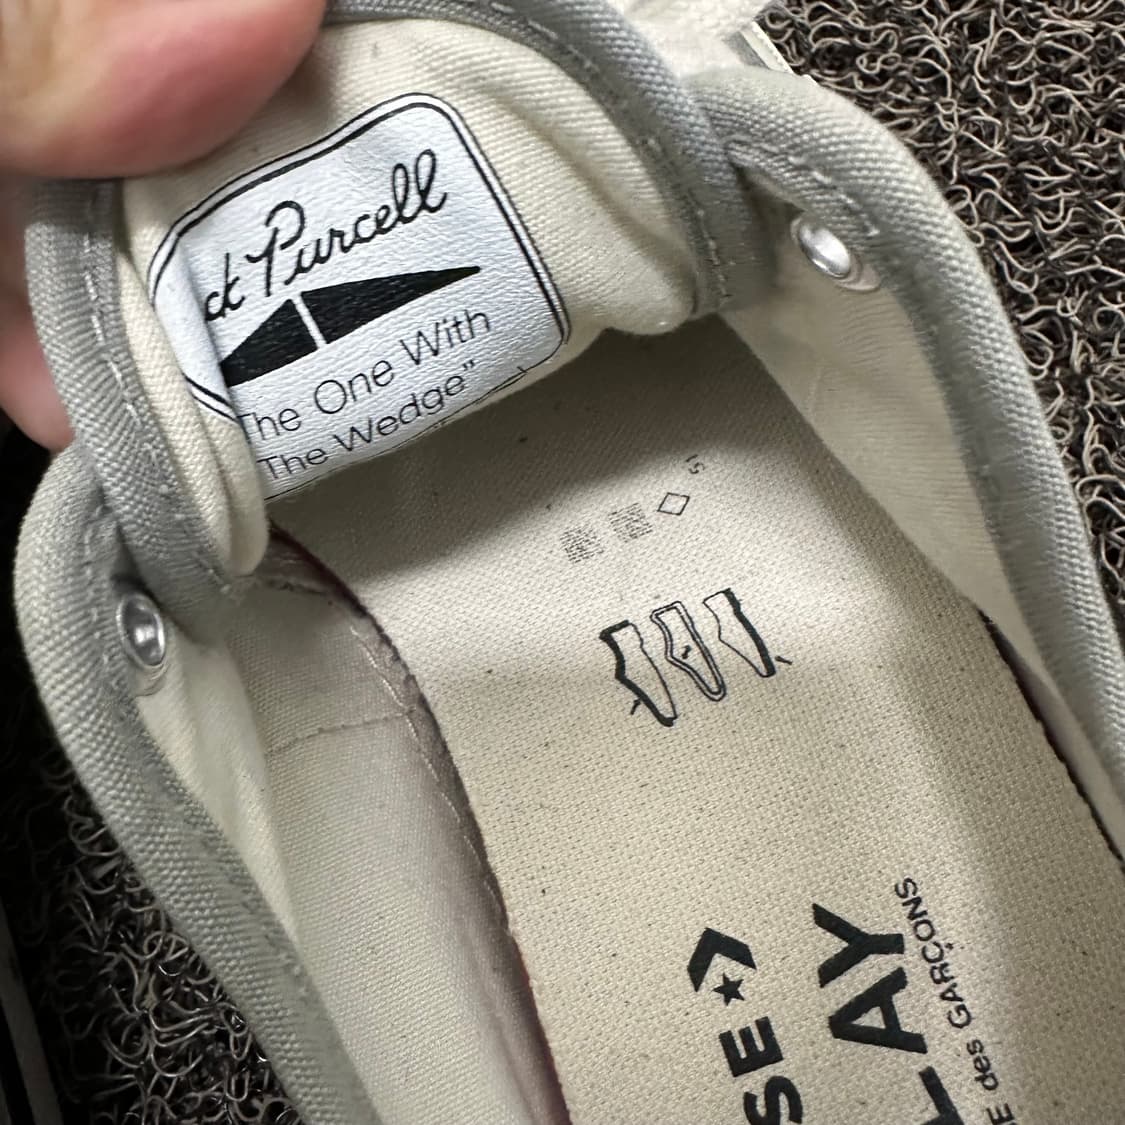 ck Purcell
The One With
The Wedge"
SE
LAY
E des GARÇONS